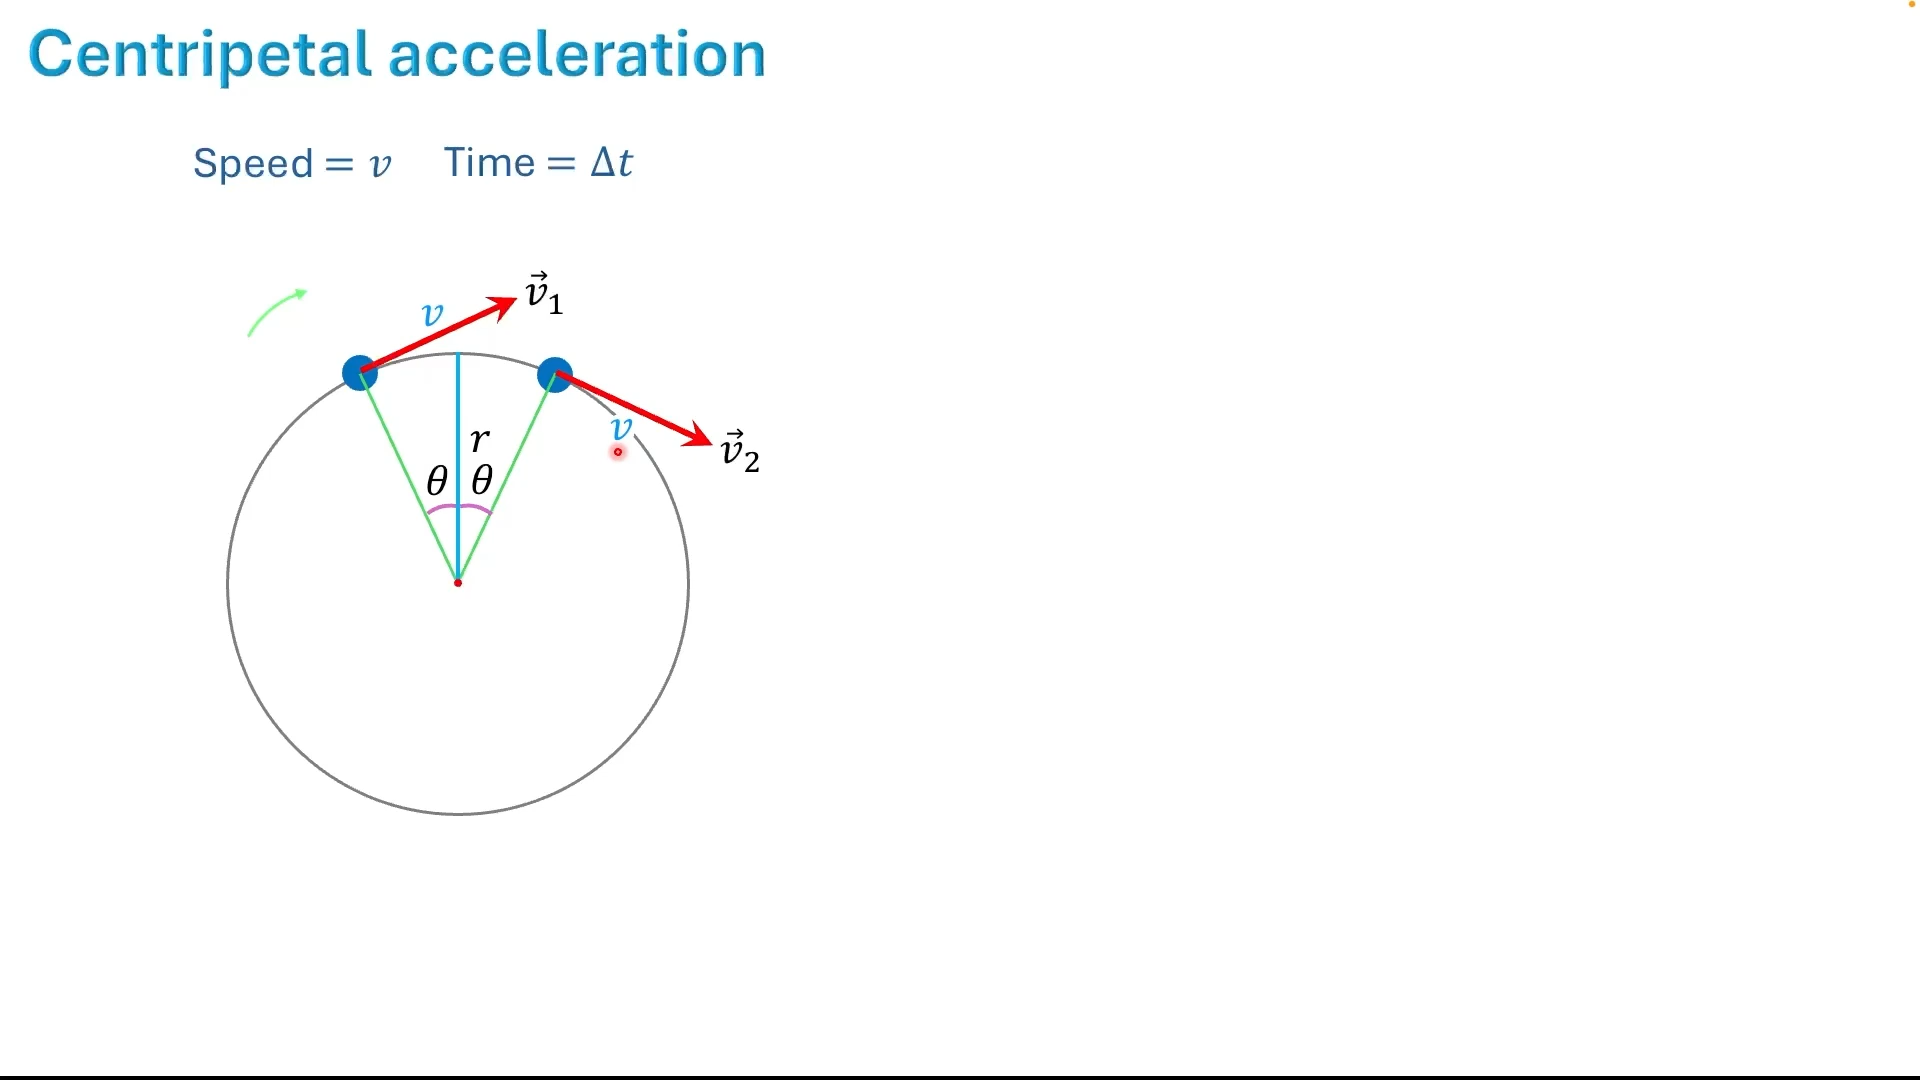 Centripetal acceleration
Speed = v Time = Δt
v v⃗₁
v v⃗₂
r
θ θ